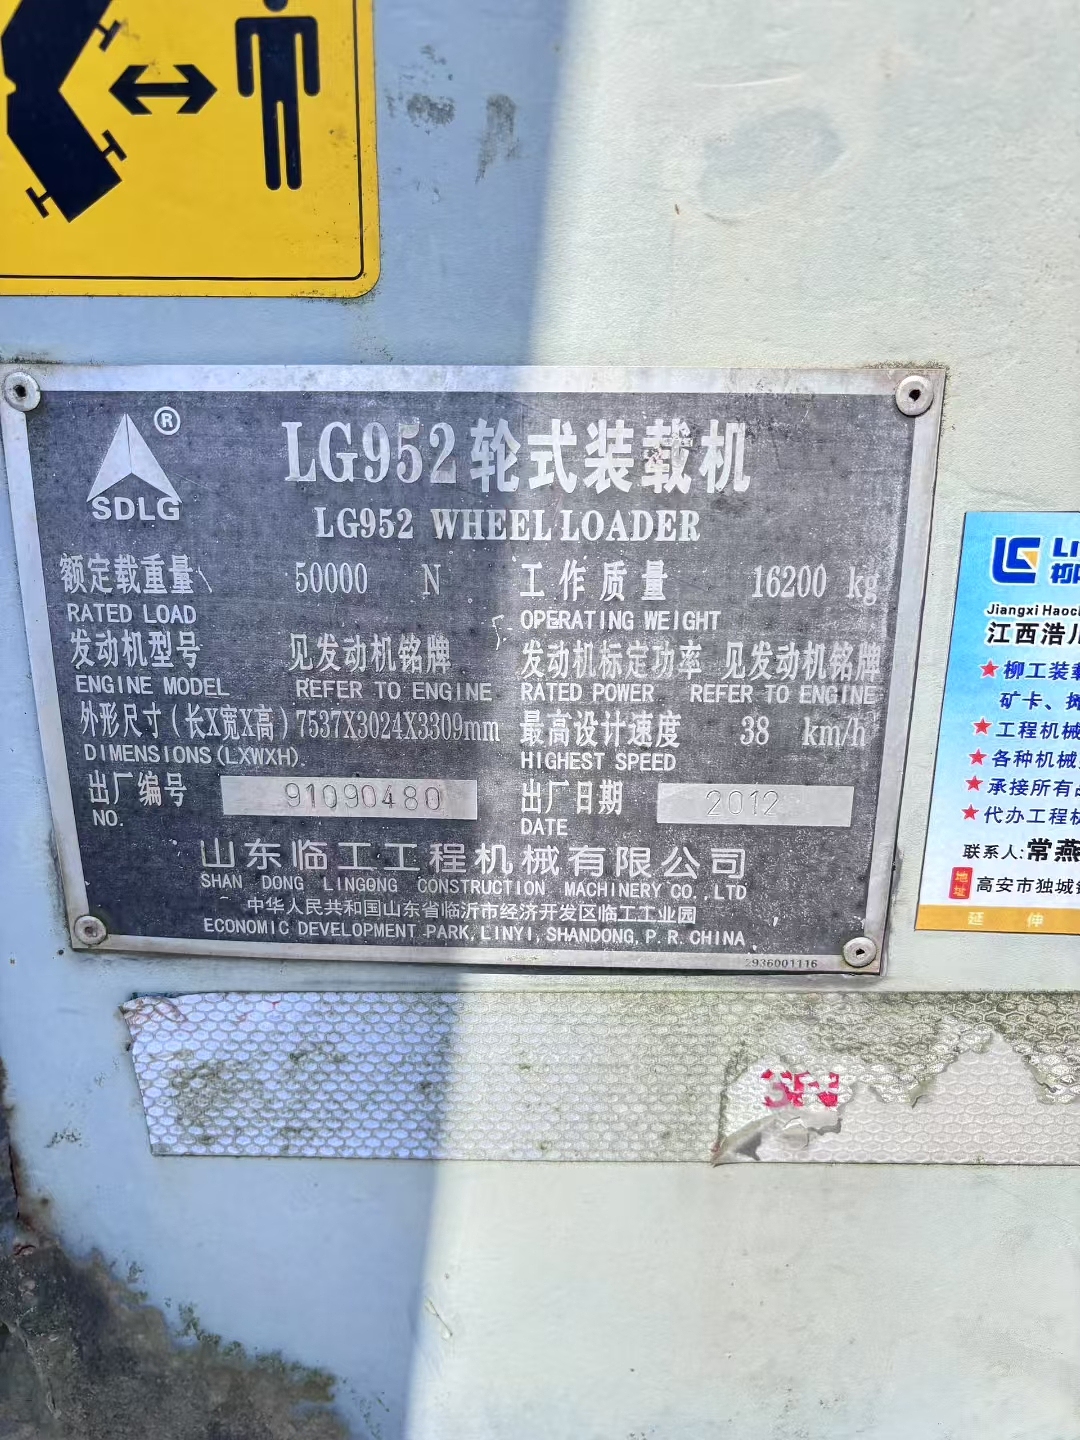 LG952轮式装载机
®
SDLG
LG952 WHEEL LOADER
额定载重量 50000 N 工作质量 16200 kg
RATED LOAD OPERATING WEIGHT
发动机型号 见发动机铭牌 发动机标定功率 见发动机铭牌
ENGINE MODEL REFER TO ENGINE RATED POWER REFER TO ENGINE
外形尺寸(长X宽X高) 7537X3024X3309mm 最高设计速度 38 km/h
DIMENSIONS(LXWXH). HIGHEST SPEED
出厂编号 91090480 出厂日期 2012
NO. DATE
山东临工工程机械有限公司
SHAN DONG LINGONG CONSTRUCTION MACHINERY CO.,LTD
中华人民共和国山东省临沂市经济开发区临工工业园
ECONOMIC DEVELOPMENT PARK,LINYI,SHANDONG,P.R.CHINA
2936001116
LC
Jiangxi
江西浩
★柳工装
矿卡、
★工程机械
★各种机械
★承接所有
★代办工程
联系人:常燕
地址 高安市独城
延 伸